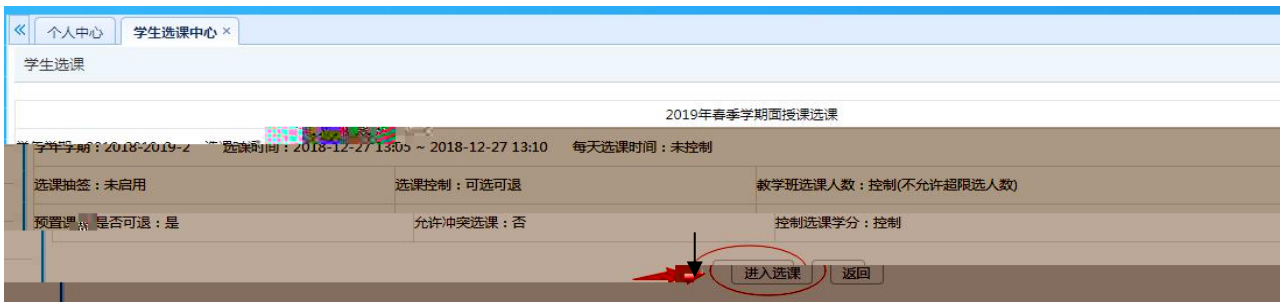 个人中心 学生选课中心 ×
学生选课
2019年春季学期面授课选课
学年学期：2018-2019-2 选课时间：2018-12-27 13:05 ~ 2018-12-27 13:10 每天选课时间：未控制
选课抽签：未启用 选课控制：可选可退 教学班选课人数：控制(不允许超限选人数)
预置课 是否可退：是 允许冲突选课：否 控制选课学分：控制
进入选课 返回